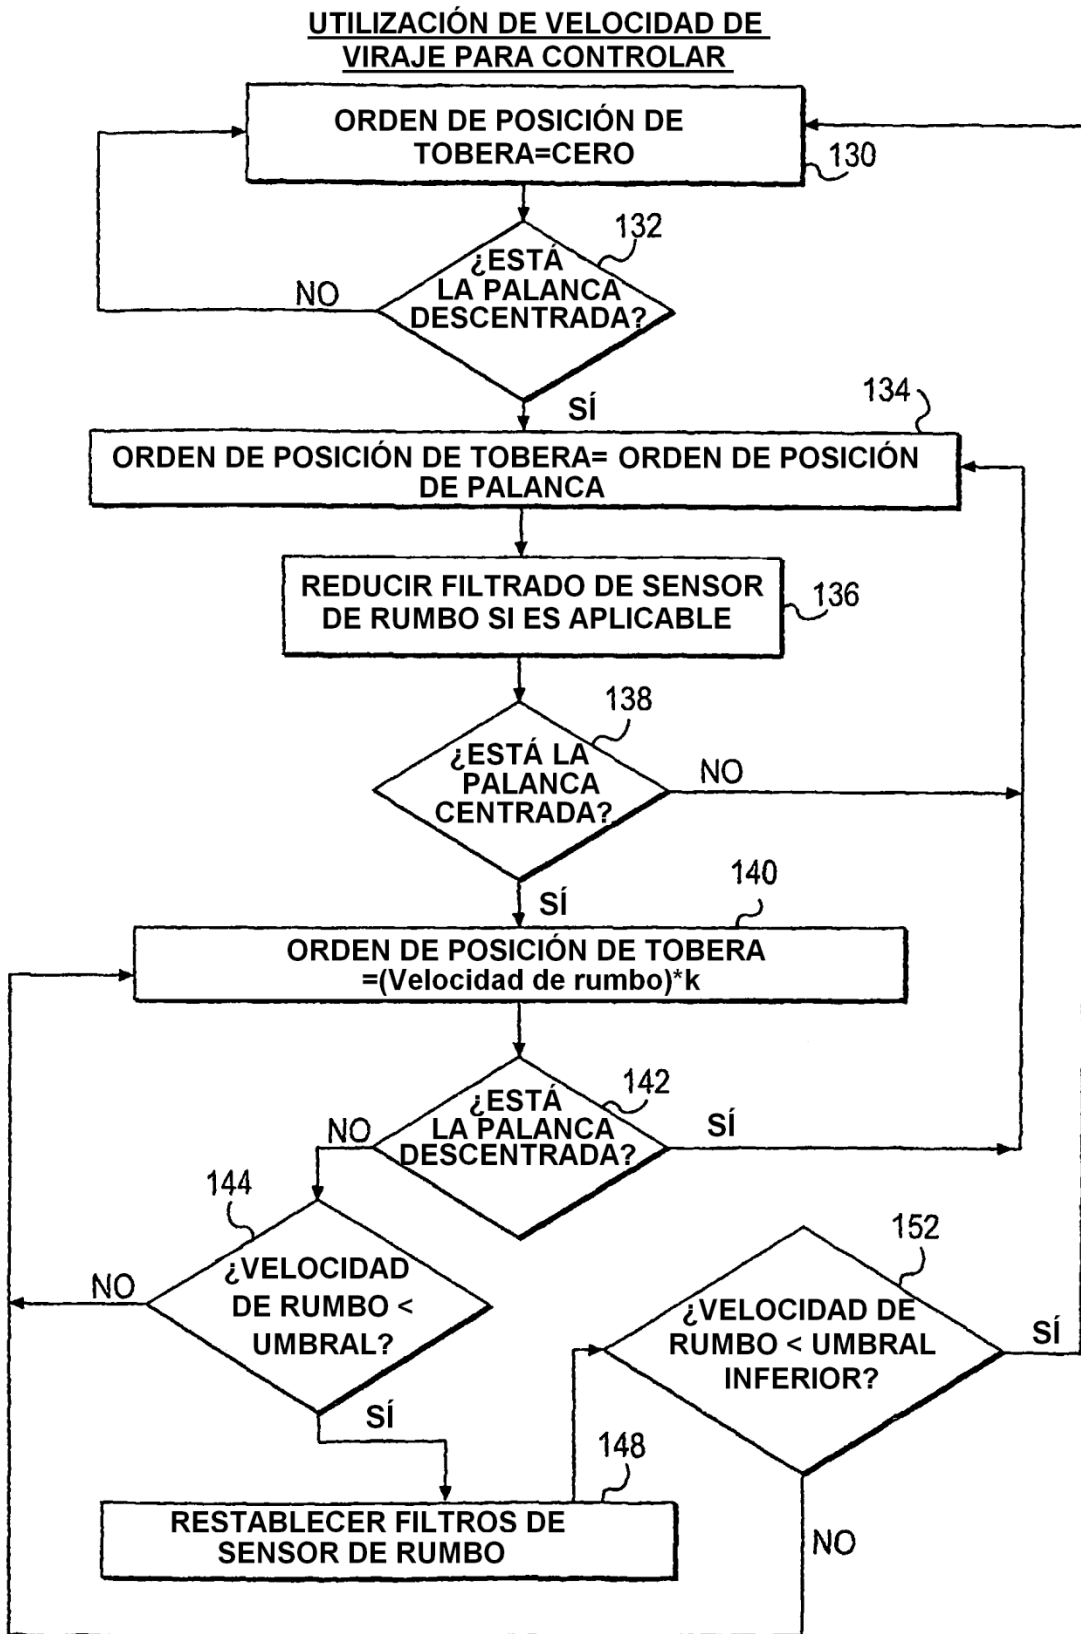 UTILIZACIÓN DE VELOCIDAD DE
VIRAJE PARA CONTROLAR
ORDEN DE POSICIÓN DE
TOBERA=CERO
130
132
¿ESTÁ
LA PALANCA
DESCENTRADA?
NO
SÍ
134
ORDEN DE POSICIÓN DE TOBERA= ORDEN DE POSICIÓN
DE PALANCA
REDUCIR FILTRADO DE SENSOR
DE RUMBO SI ES APLICABLE
136
138
¿ESTÁ LA
PALANCA
CENTRADA?
NO
SÍ
140
ORDEN DE POSICIÓN DE TOBERA
=(Velocidad de rumbo)*k
142
¿ESTÁ
LA PALANCA
DESCENTRADA?
NO
SÍ
144
¿VELOCIDAD
DE RUMBO <
UMBRAL?
NO
SÍ
152
¿VELOCIDAD DE
RUMBO < UMBRAL
INFERIOR?
SÍ
NO
148
RESTABLECER FILTROS DE
SENSOR DE RUMBO